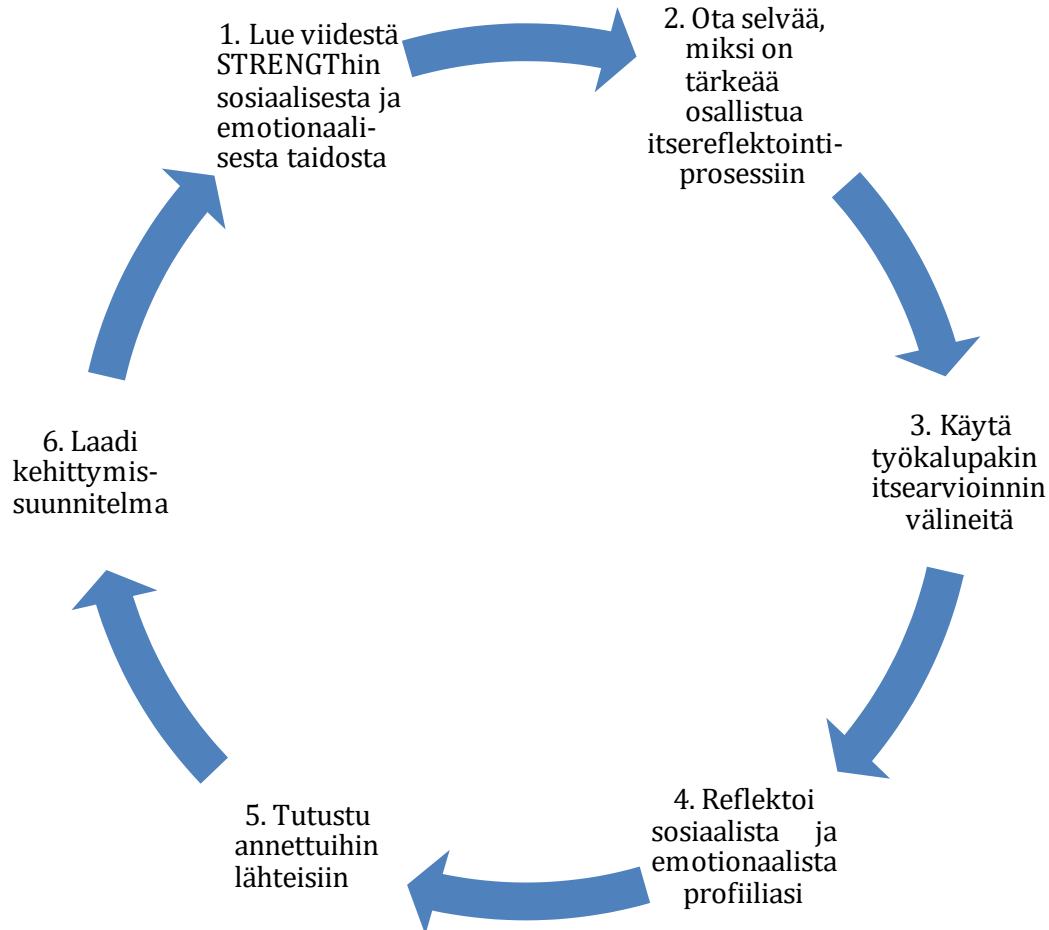 1. Lue viidestä
STRENGThin
sosiaalisesta ja
emotionaali-
sesta taidosta
2. Ota selvää,
miksi on
tärkeää
osallistua
itsereflektointi-
prosessiin
3. Käytä
työkalupakin
itsearvioinnin
välineitä
4. Reflektoi
sosiaalista ja
emotionaalista
profiiliasi
5. Tutustu
annettuihin
lähteisiin
6. Laadi
kehittymis-
suunnitelma